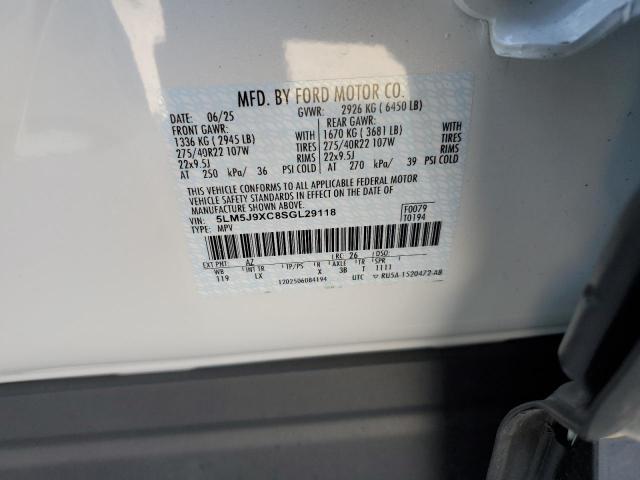 MFD. BY FORD MOTOR CO.
DATE: 06/25 GVWR: 2926 KG ( 6450 LB)
FRONT GAWR: REAR GAWR:
1336 KG ( 2945 LB) WITH 1670 KG ( 3681 LB) WITH
275/40R22 107W TIRES 275/40R22 107W TIRES
22x9.5J RIMS 22x9.5J RIMS
AT 250 kPa/ 36 PSI COLD AT 270 kPa/ 39 PSI COLD
THIS VEHICLE CONFORMS TO ALL APPLICABLE FEDERAL MOTOR
VEHICLE SAFETY STANDARDS IN EFFECT ON THE DATE OF
MANUFACTURE SHOWN ABOVE.
VIN: 5LM5J9XC8SGL29118 F0079
TYPE: MPV T0194
EXT PNT: AZ RC: 26 DSO:
WB INT TR TP/PS R AXLE TR SPR
119 LX X 3B T 1111
1202506084194 UTC RU5A-1520472-AB